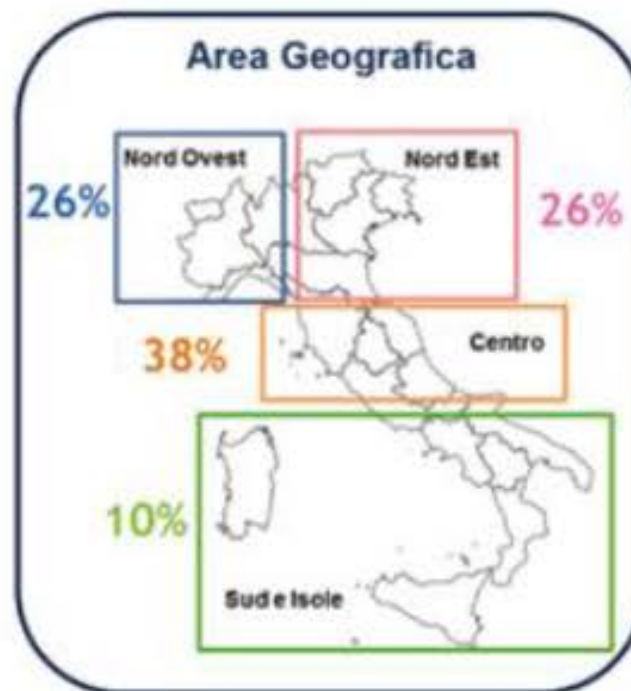 Area Geografica
Nord Ovest
Nord Est
26%
26%
38%
Centro
10%
Sud e Isole